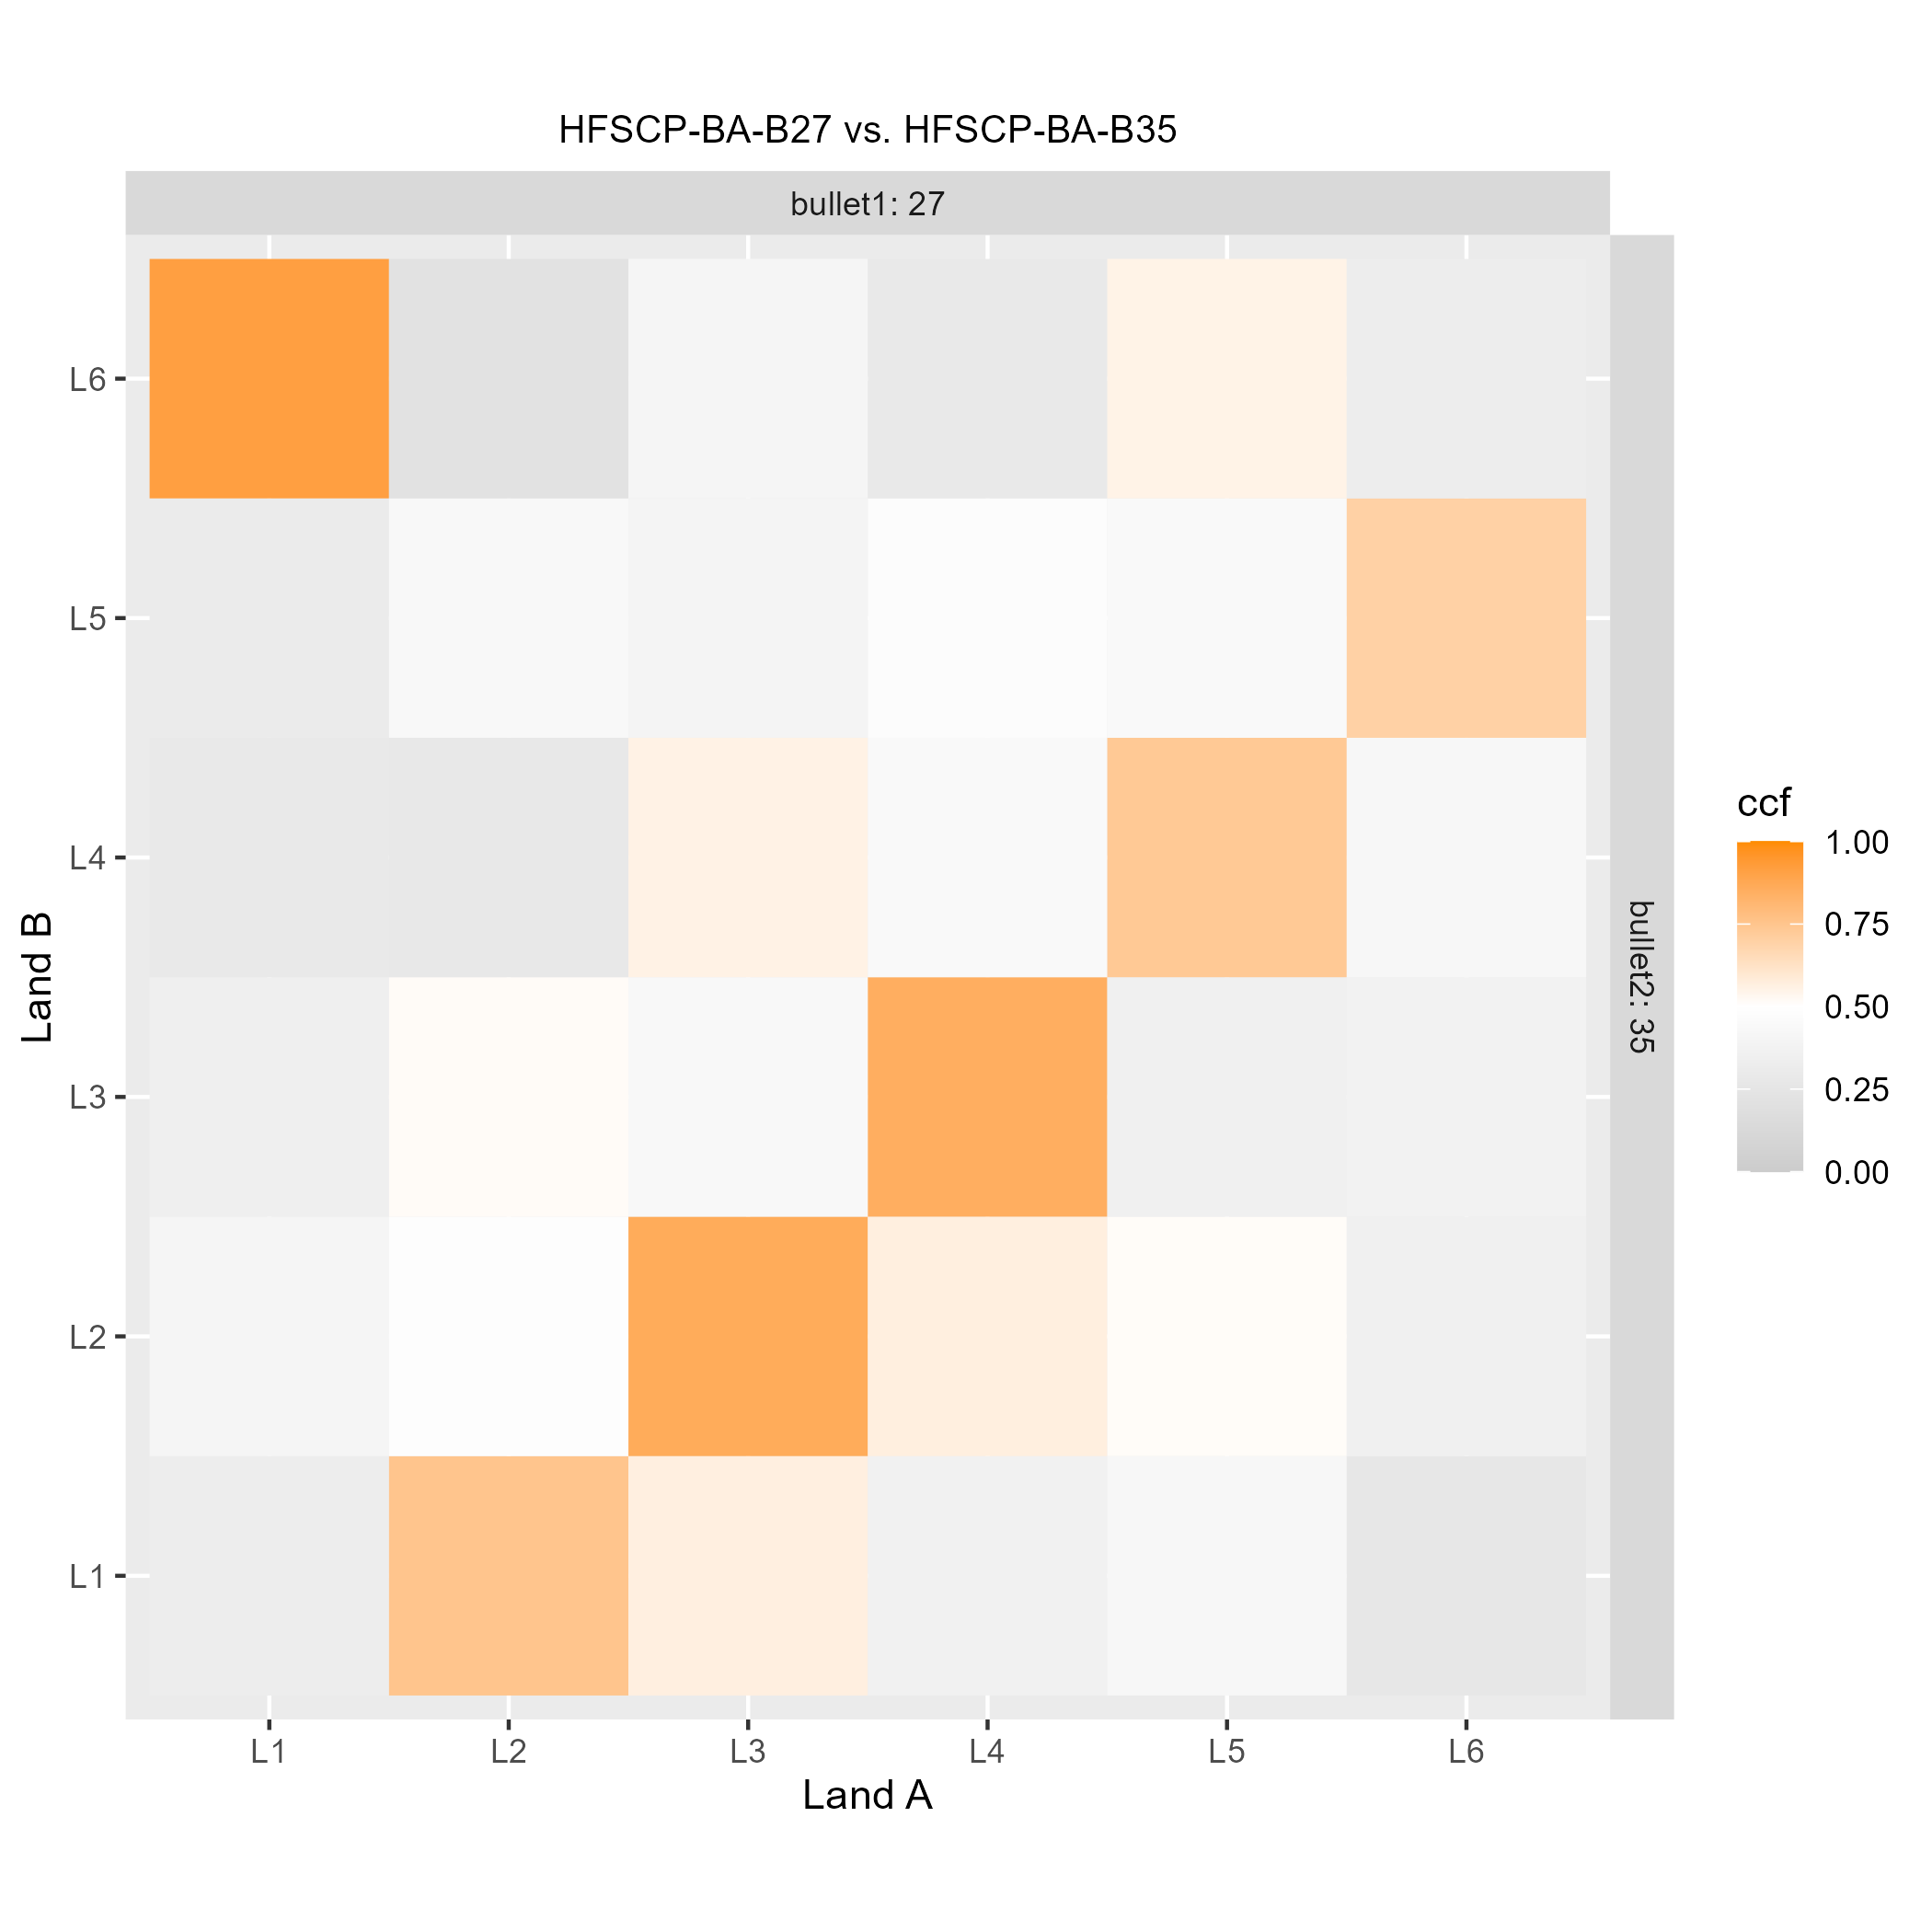 HFSCP-BA-B27 vs. HFSCP-BA-B35
bullet1: 27
L6
L5
L4
L3
L2
L1
Land B
L1 L2 L3 L4 L5 L6
Land A
bullet2: 35
ccf
1.00
0.75
0.50
0.25
0.00